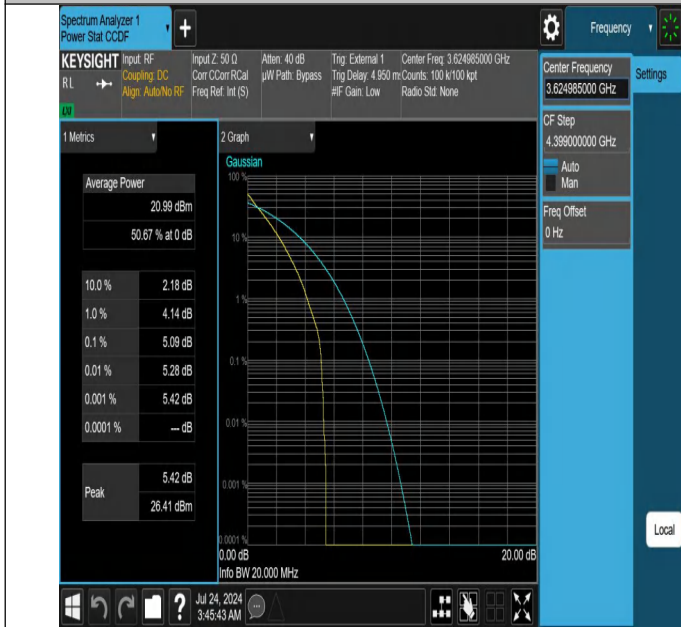 Spectrum Analyzer 1
Power Stat CCDF
Frequency
KEYSIGHT
RL
Input: RF
Coupling: DC
Align: Auto/No RF
Input Z: 50 Ω
Corr CCorr RCal
Freq Ref: Int (S)
Atten: 40 dB
µW Path: Bypass
Trig: External 1
Trig Delay: 4.950 m
#IF Gain: Low
Center Freq: 3.624985000 GHz
Counts: 100 k/100 kpt
Radio Std: None
Center Frequency
3.624985000 GHz
Settings
CF Step
4.399000000 GHz
Auto
Man
Freq Offset
0 Hz
1 Metrics
Average Power
20.99 dBm
50.67 % at 0 dB
10.0 % 2.18 dB
1.0 % 4.14 dB
0.1 % 5.09 dB
0.01 % 5.28 dB
0.001 % 5.42 dB
0.0001 % --- dB
Peak
5.42 dB
26.41 dBm
2 Graph
Gaussian
100 %
10 %
1 %
0.1 %
0.01 %
0.001 %
0.0001 %
0.00 dB 20.00 dB
Info BW 20.000 MHz
Local
?
Jul 24, 2024
3:45:43 AM